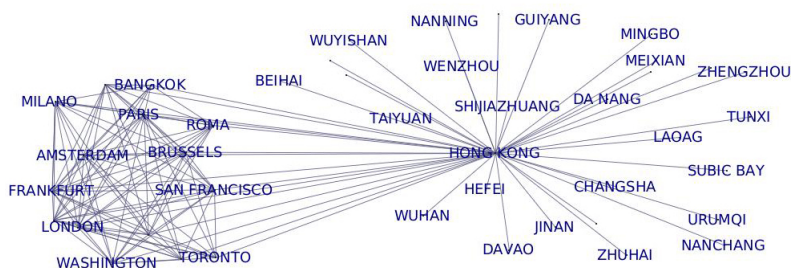 NANNING
GUIYANG
WUYISHAN
MINGBO
WENZHOU
MEIXIAN
ZHENGZHOU
BEIHAI
BANGKOK
MILANO
DA NANG
SHIJIAZHUANG
PARIS
TAIYUAN
TUNXI
ROMA
LAOAG
AMSTERDAM
BRUSSELS
HONG KONG
SUBIC BAY
FRANKFURT
SAN FRANCISCO
HEFEI
CHANGSHA
WUHAN
URUMQI
LONDON
JINAN
NANCHANG
DAVAO
ZHUHAI
TORONTO
WASHINGTON